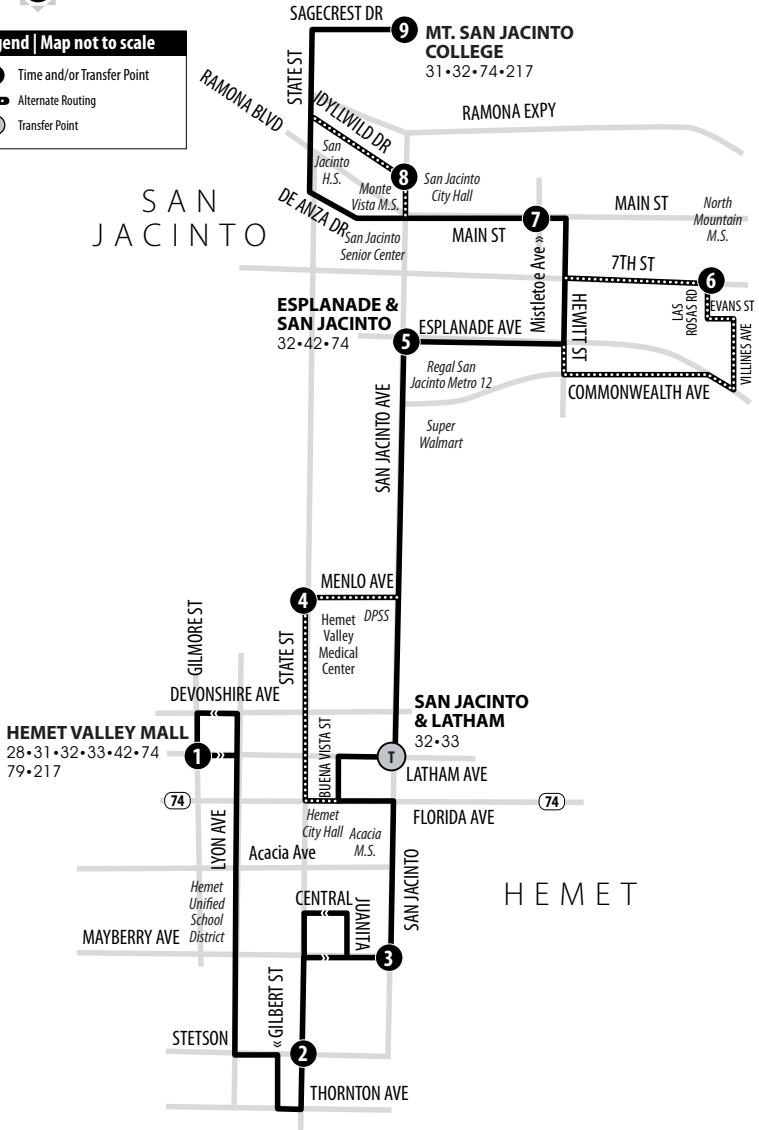 SAGECREST DR
9
MT. SAN JACINTO
COLLEGE
31•32•74•217
gend | Map not to scale
Time and/or Transfer Point
Alternate Routing
Transfer Point
STATE ST
RAMONA BLVD
IDYLLWILD DR
RAMONA EXPY
San
Jacinto
H.S.
8
Monte
Vista M.S.
San Jacinto
City Hall
SAN
JACINTO
DE ANZA DR
San Jacinto
Senior Center
MAIN ST
7
MAIN ST
North
Mountain
M.S.
Mistletoe Ave »
7TH ST
6
LAS
ROSAS RD
EVANS ST
VILLINES AVE
HEWITT ST
ESPLANADE &
SAN JACINTO
32•42•74
5
ESPLANADE AVE
Regal San
Jacinto Metro 12
COMMONWEALTH AVE
SAN JACINTO AVE
Super
Walmart
MENLO AVE
4
Hemet
Valley
Medical
Center
DPSS
GILMORE ST
STATE ST
DEVONSHIRE AVE
«
SAN JACINTO
& LATHAM
32•33
HEMET VALLEY MALL
28•31•32•33•42•74
79•217
1
»
BUENA VISTA ST
T
LATHAM AVE
74
74
FLORIDA AVE
Hemet
City Hall
Acacia
M.S.
LYON AVE
Acacia Ave
Hemet
Unified
School
District
CENTRAL
«
JUANITA
SAN JACINTO
HEMET
MAYBERRY AVE
»
3
« GILBERT ST
STETSON
2
THORNTON AVE